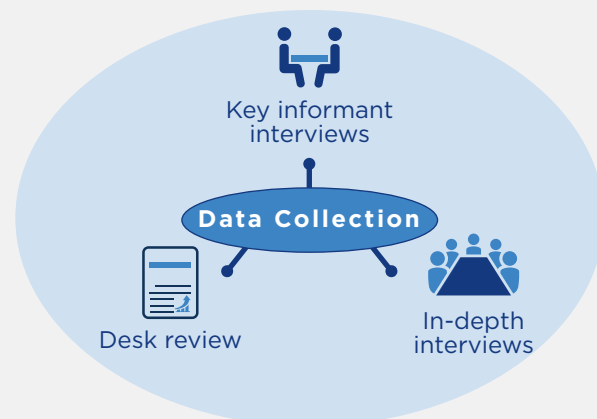 Key informant
interviews
Data Collection
Desk review
In-depth
interviews